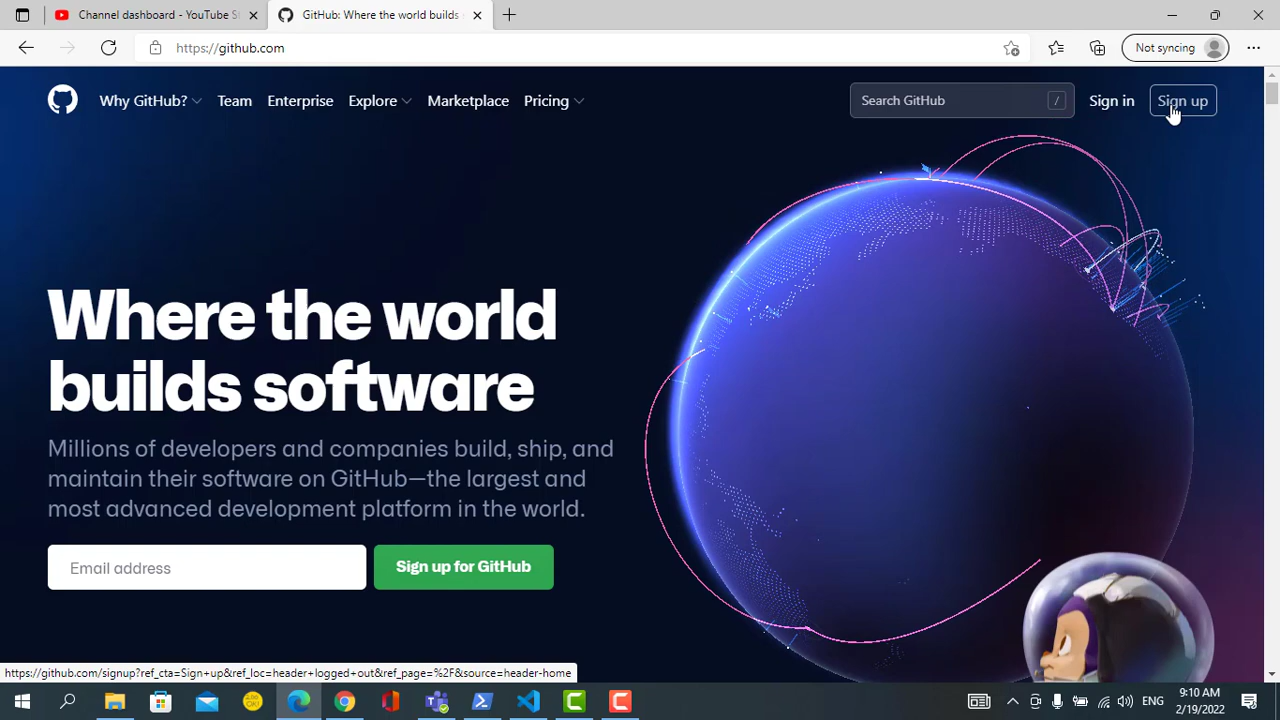 Channel dashboard - YouTube St
GitHub: Where the world builds s
https://github.com
Not syncing
Why GitHub?
Team
Enterprise
Explore
Marketplace
Pricing
Search GitHub
/
Sign in
Sign up
Where the world
builds software
Millions of developers and companies build, ship, and
maintain their software on GitHub—the largest and
most advanced development platform in the world.
Email address
Sign up for GitHub
https://github.com/signup?ref_cta=Sign+up&ref_loc=header+logged+out&ref_page=%2F&source=header-home
ENG
9:10 AM
2/19/2022